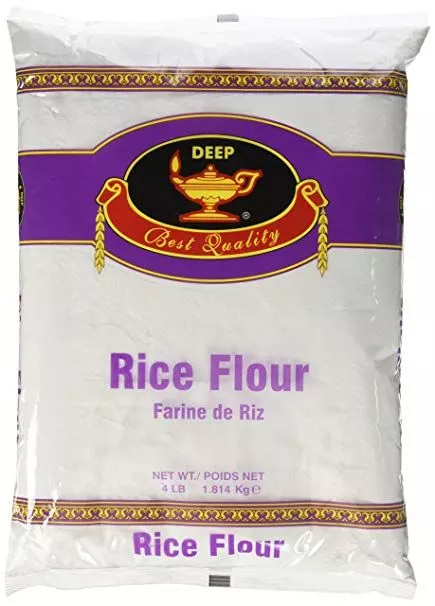 DEEP
®
Best Quality
Rice Flour
Farine de Riz
NET WT./ POIDS NET
4 LB 1.814 Kg℮
Rice Flour